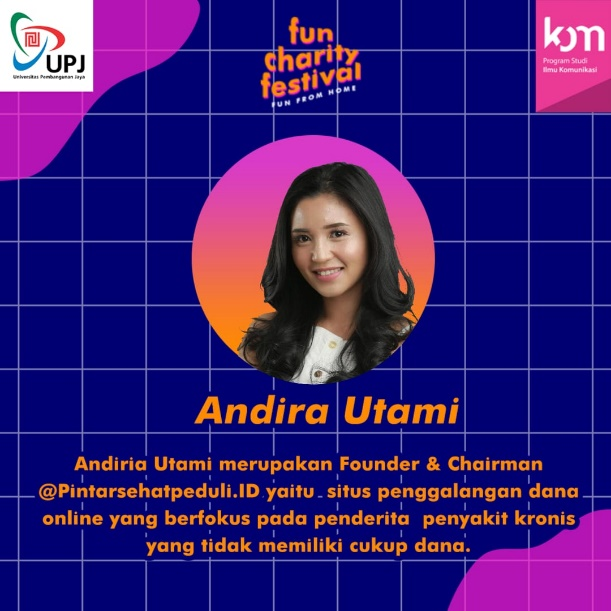 UPJ
Universitas Pembangunan Jaya
fun
charity
festival
FUN FROM HOME
kom
Program Studi
Ilmu Komunikasi
Andira Utami
Andiria Utami merupakan Founder & Chairman
@Pintarsehatpeduli.ID yaitu situs penggalangan dana
online yang berfokus pada penderita penyakit kronis
yang tidak memiliki cukup dana.